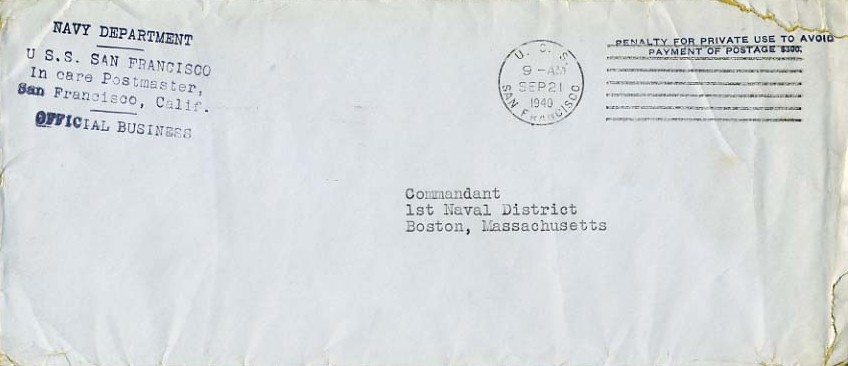 NAVY DEPARTMENT
U S.S. SAN FRANCISCO
In care Postmaster,
San Francisco, Calif.
OFFICIAL BUSINESS
U. S. S.
9 - AM
SEP 21
1940
SAN FRANCISCO
PENALTY FOR PRIVATE USE TO AVOID
PAYMENT OF POSTAGE $300.
Commandant
1st Naval District
Boston, Massachusetts